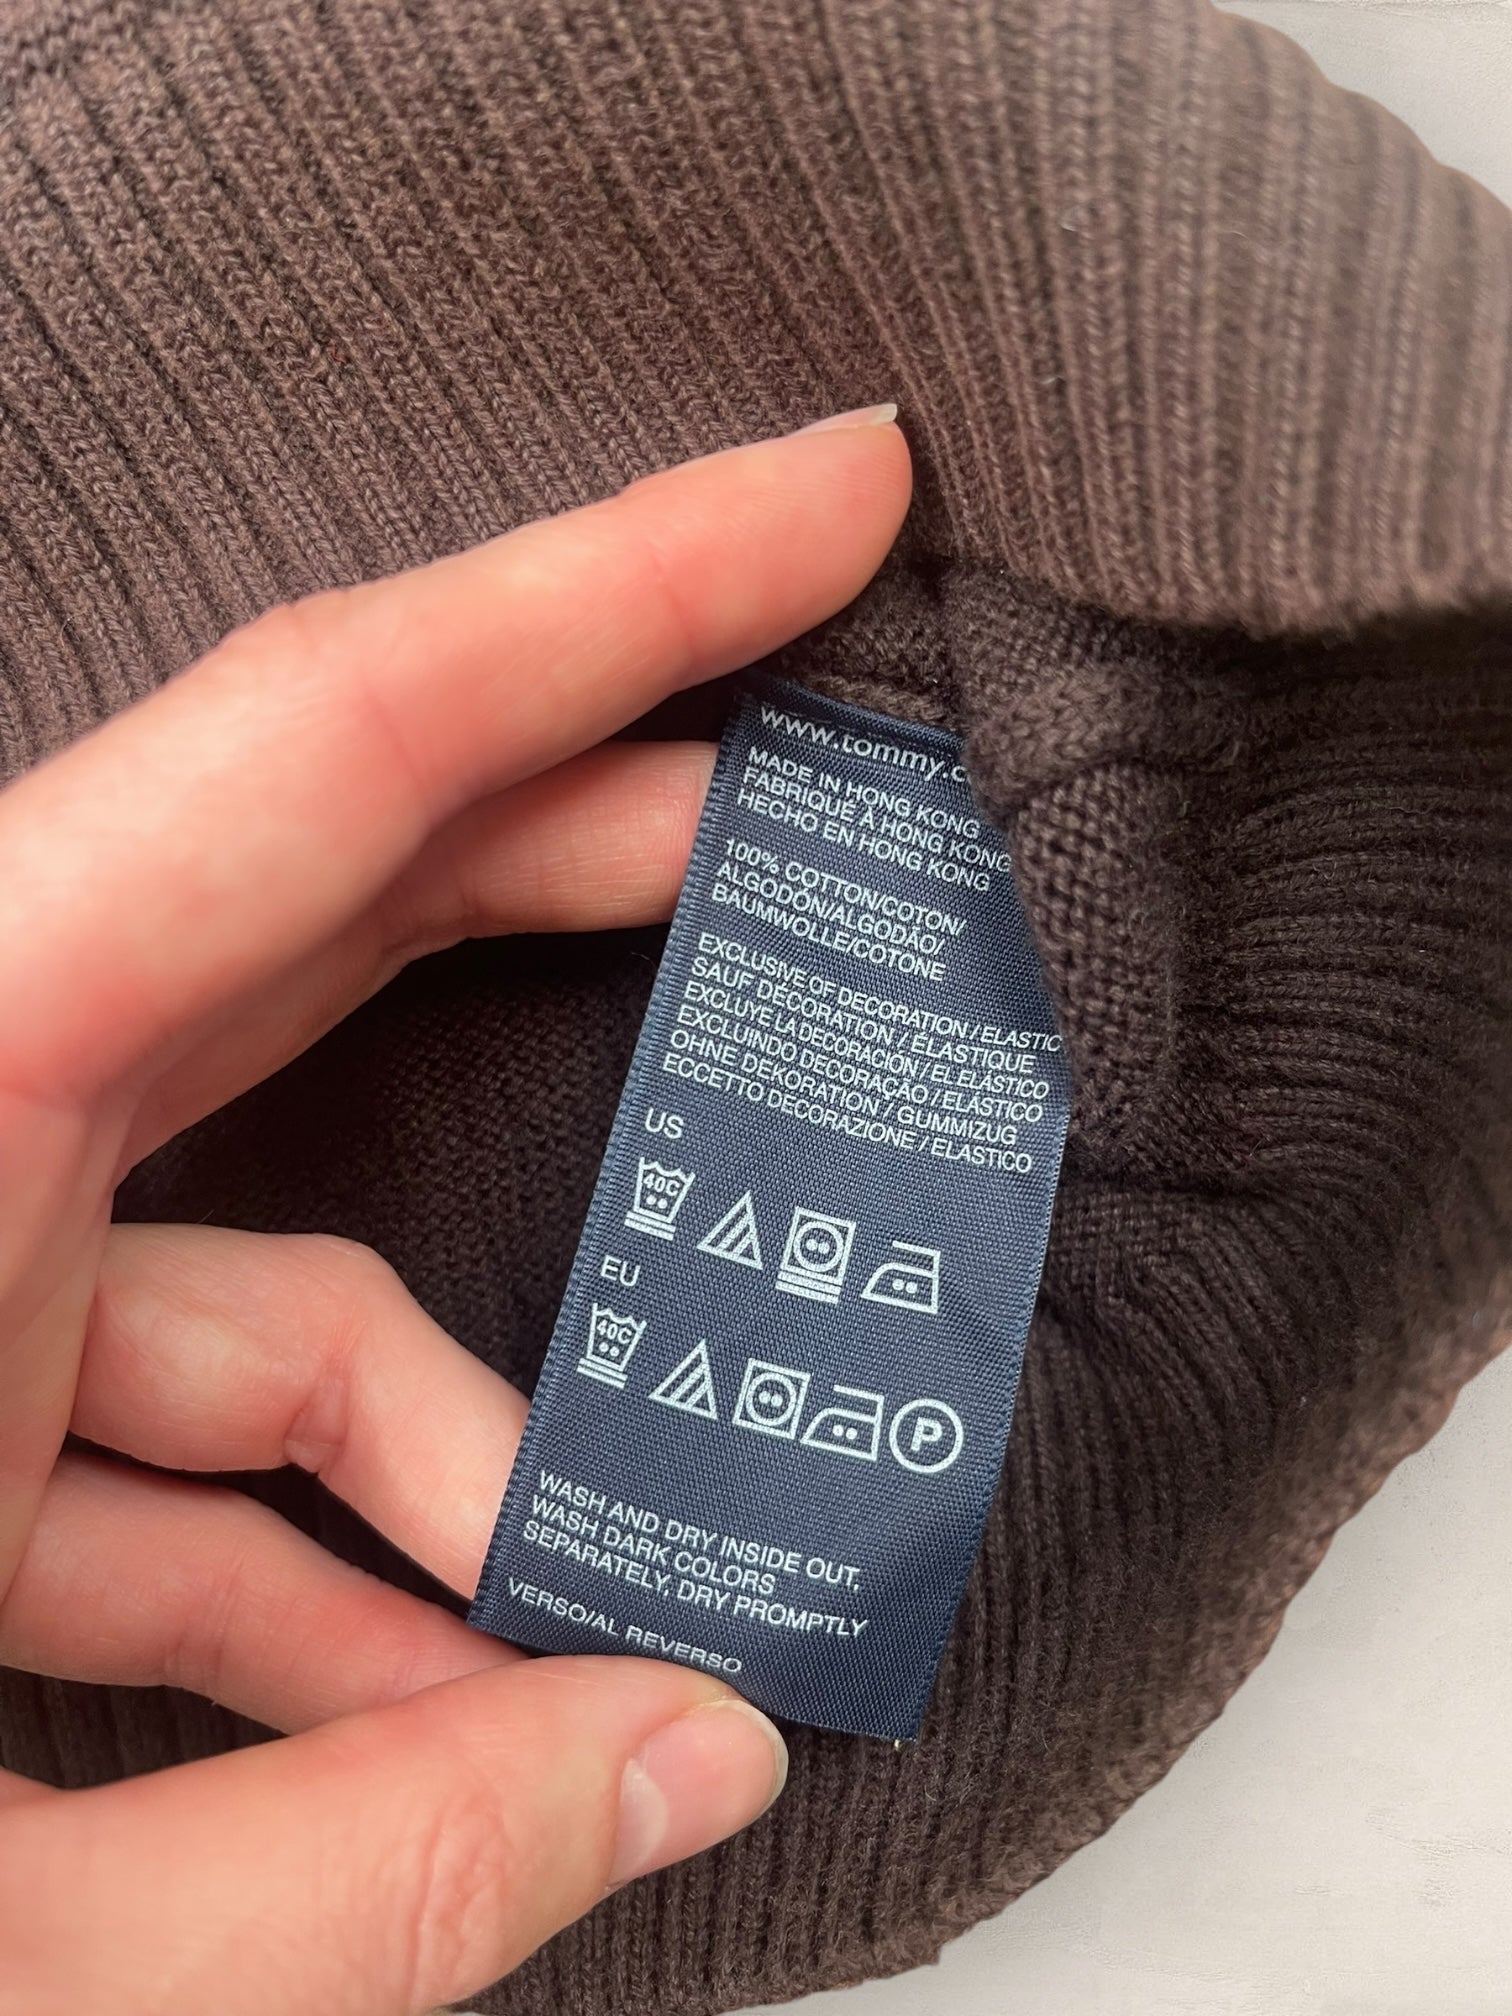 www.tommy.c
MADE IN HONG KONG
FABRIQUÉ À HONG KONG
HECHO EN HONG KONG
100% COTTON/COTON/
ALGODÓN/ALGODÃO/
BAUMWOLLE/COTONE
EXCLUSIVE OF DECORATION / ELASTIC
SAUF DÉCORATION / ÉLASTIQUE
EXCLUYE LA DECORACIÓN / EL ELÁSTICO
EXCLUINDO DECORAÇÃO / ELÁSTICO
OHNE DEKORATION / GUMMIZUG
ECCETTO DECORAZIONE / ELASTICO
US
40C
EU
40C
P
WASH AND DRY INSIDE OUT,
WASH DARK COLORS
SEPARATELY, DRY PROMPTLY
VERSO/AL REVERSO